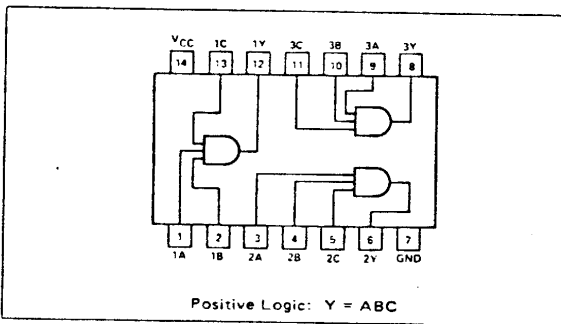 VCC 1C 1Y 3C 3B 3A 3Y
14 13 12 11 10 9 8
1 2 3 4 5 6 7
1A 1B 2A 2B 2C 2Y GND
Positive Logic: Y = ABC